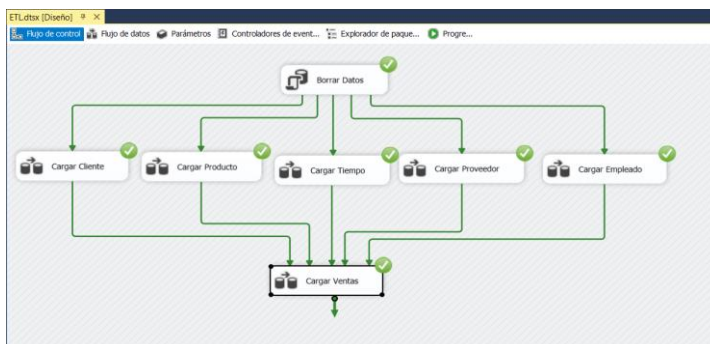 ETL.dtsx [Diseño]
Flujo de control Flujo de datos Parámetros Controladores de event... Explorador de paque... Progre...
Borrar Datos
Cargar Cliente Cargar Producto Cargar Tiempo Cargar Proveedor Cargar Empleado
Cargar Ventas